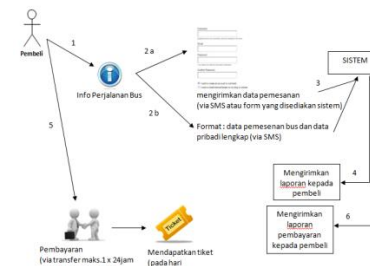 Pembeli
1
2 a
SISTEM
Info Perjalanan Bus
2 b
3
mengirimkan data pemesanan
(via SMS atau form yang disediakan sistem)
Format : data pemesenan bus dan data
pribadi lengkap (via SMS)
5
4
Mengirimkan
laporan kepada
pembeli
6
Mengirimkan
laporan
pembayaran
kepada pembeli
Ticket
Pembayaran
(via transfer maks.1 x 24jam
Mendapatkan tiket
(pada hari